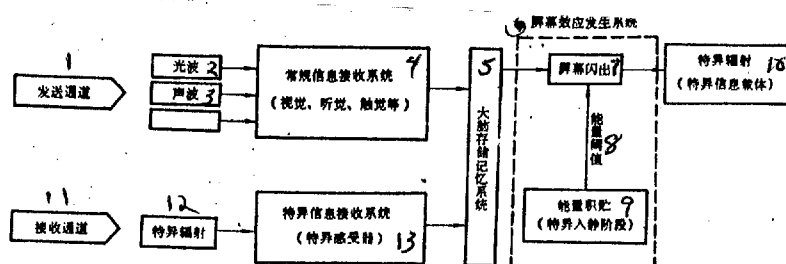 屏幕效应发生系统
1
发送通道
光波 2
声波 3
常规信息接收系统 4
(视觉、听觉、触觉等)
5
大脑存储记忆系统
屏幕闪出 7
能量阈值 8
能量积贮 9
(特异入静阶段)
特异辐射 10
(特异信息载体)
11
接收通道
12
特异辐射
特异信息接收系统
(特异感受器) 13